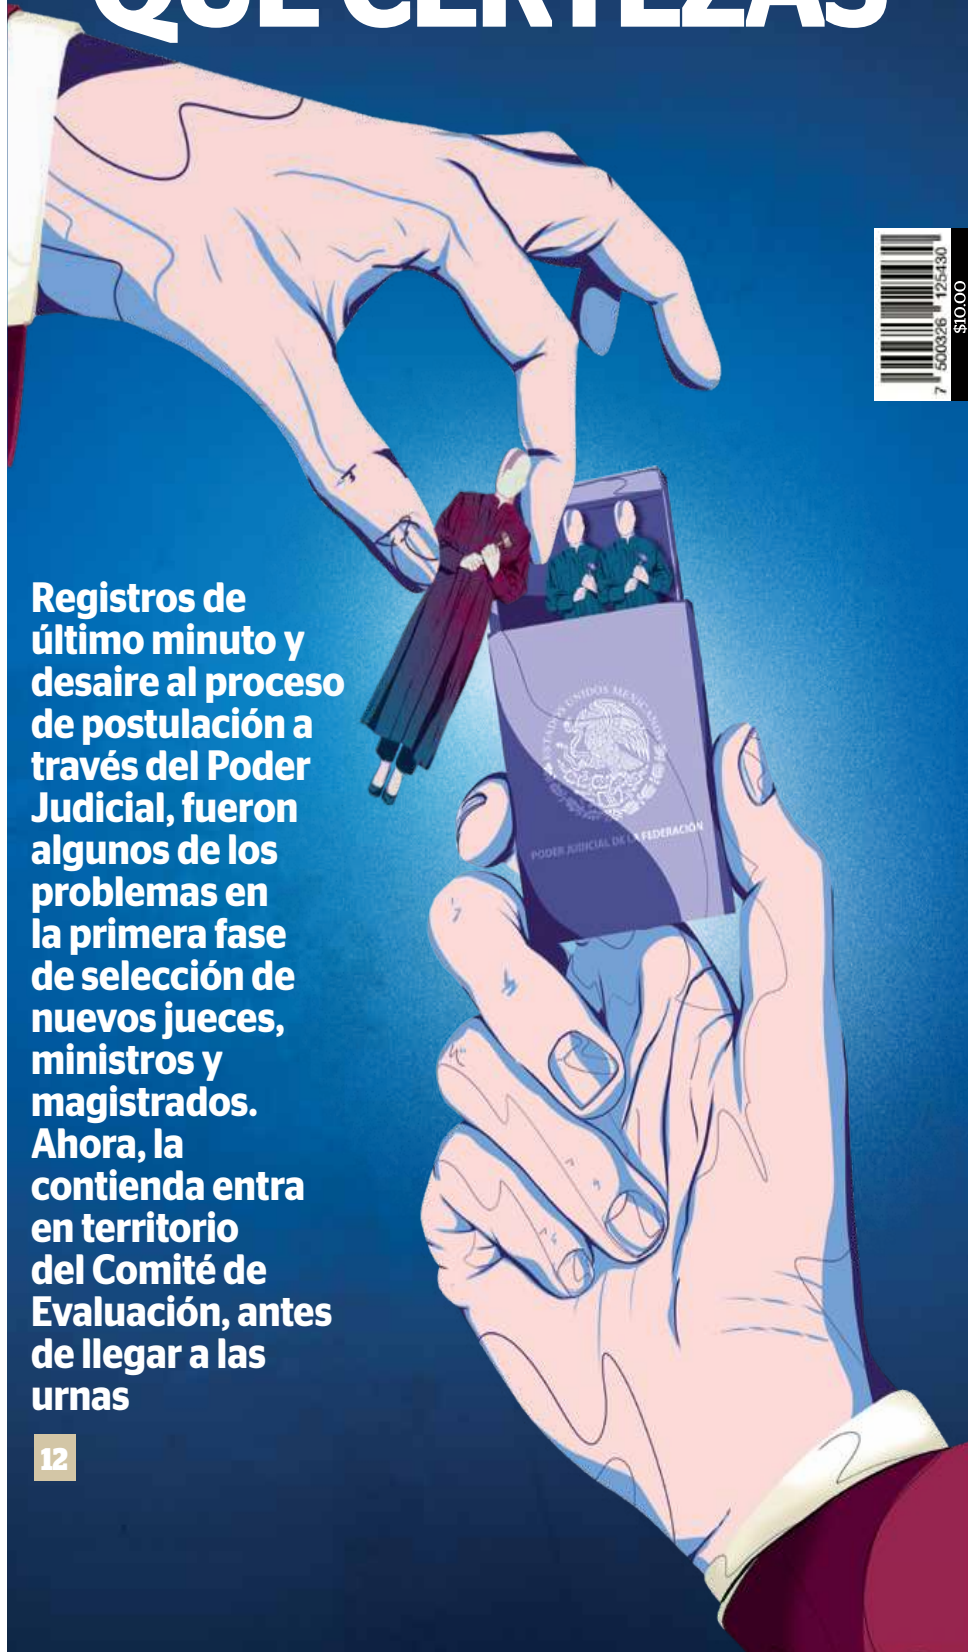 QUE CERTEZAS
7 500326 125430
$10.00
Registros de
último minuto y
desaire al proceso
de postulación a
través del Poder
Judicial, fueron
algunos de los
problemas en
la primera fase
de selección de
nuevos jueces,
ministros y
magistrados.
Ahora, la
contienda entra
en territorio
del Comité de
Evaluación, antes
de llegar a las
urnas
12
ESTADOS UNIDOS MEXICANOS
PODER JUDICIAL DE LA FEDERACIÓN